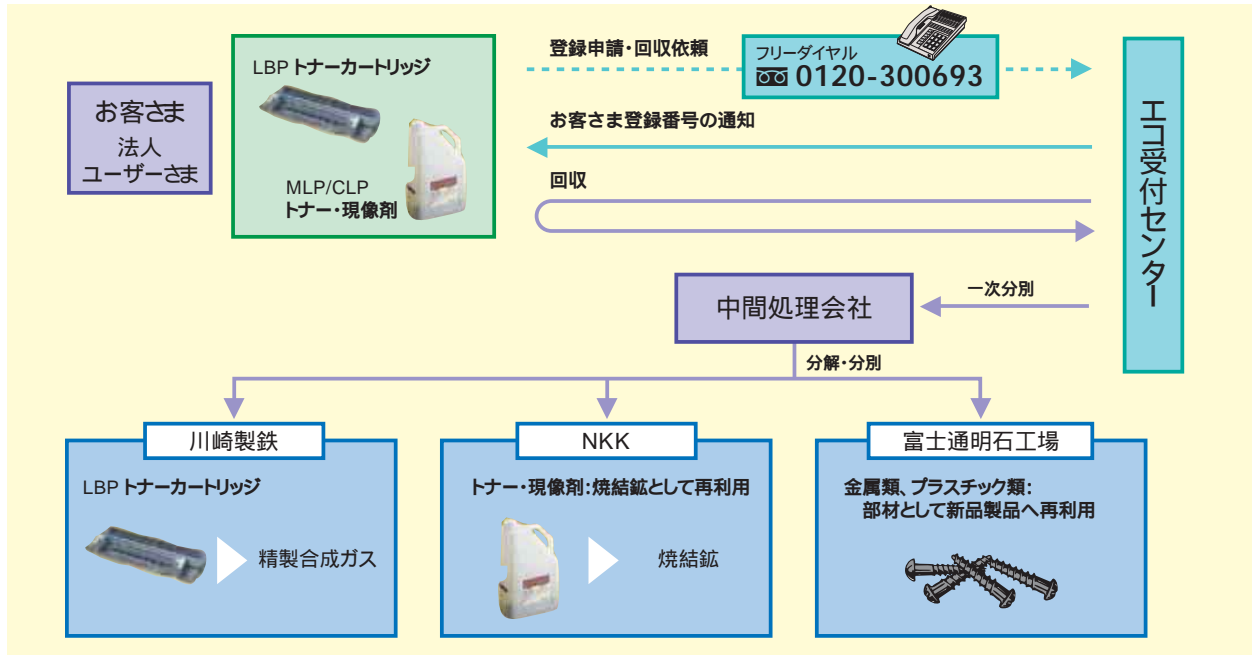 お客さま
法人
ユーザーさま
LBP トナーカートリッジ
MLP/CLP
トナー・現像剤
登録申請・回収依頼
フリーダイヤル
0120-300693
お客さま登録番号の通知
回収
エコ受付センター
一次分別
中間処理会社
分解・分別
川崎製鉄
LBP トナーカートリッジ
精製合成ガス
NKK
トナー・現像剤:焼結鉱として再利用
焼結鉱
富士通明石工場
金属類、プラスチック類:
部材として新品製品へ再利用